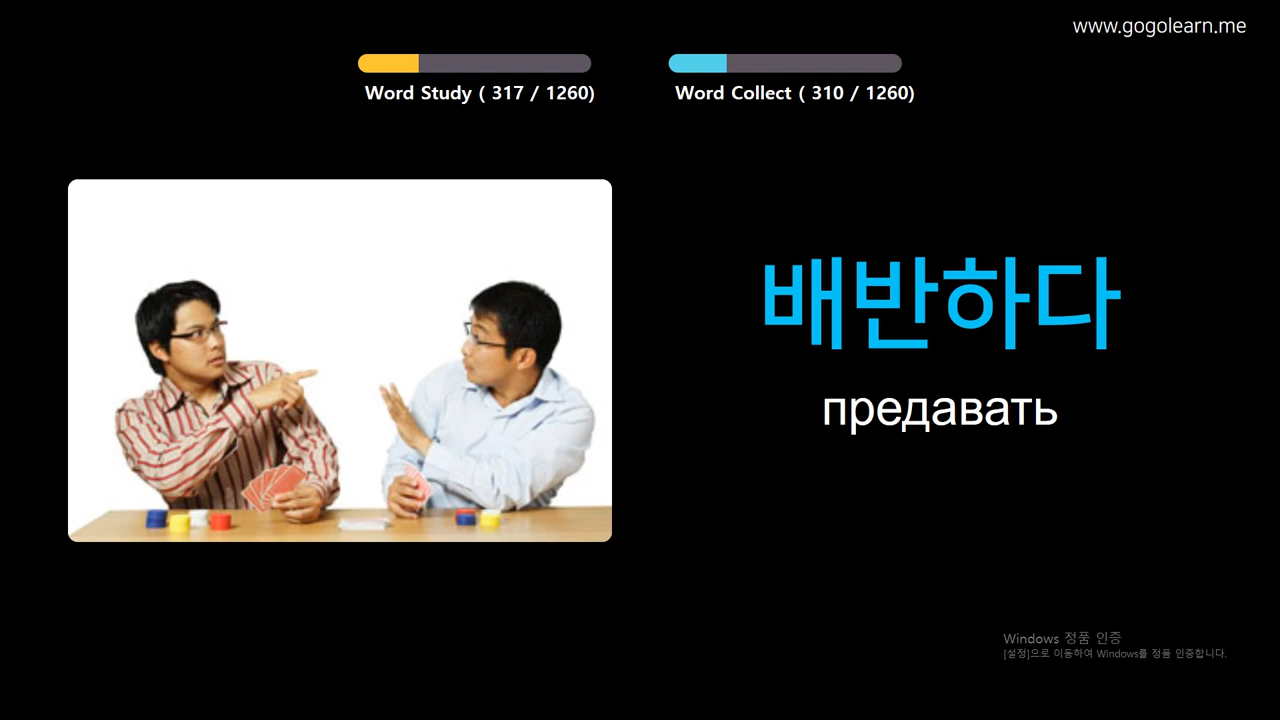 www.gogolearn.me
Word Study ( 317 / 1260)
Word Collect ( 310 / 1260)
배반하다
предавать
Windows 정품 인증
[설정]으로 이동하여 Windows를 정품 인증합니다.